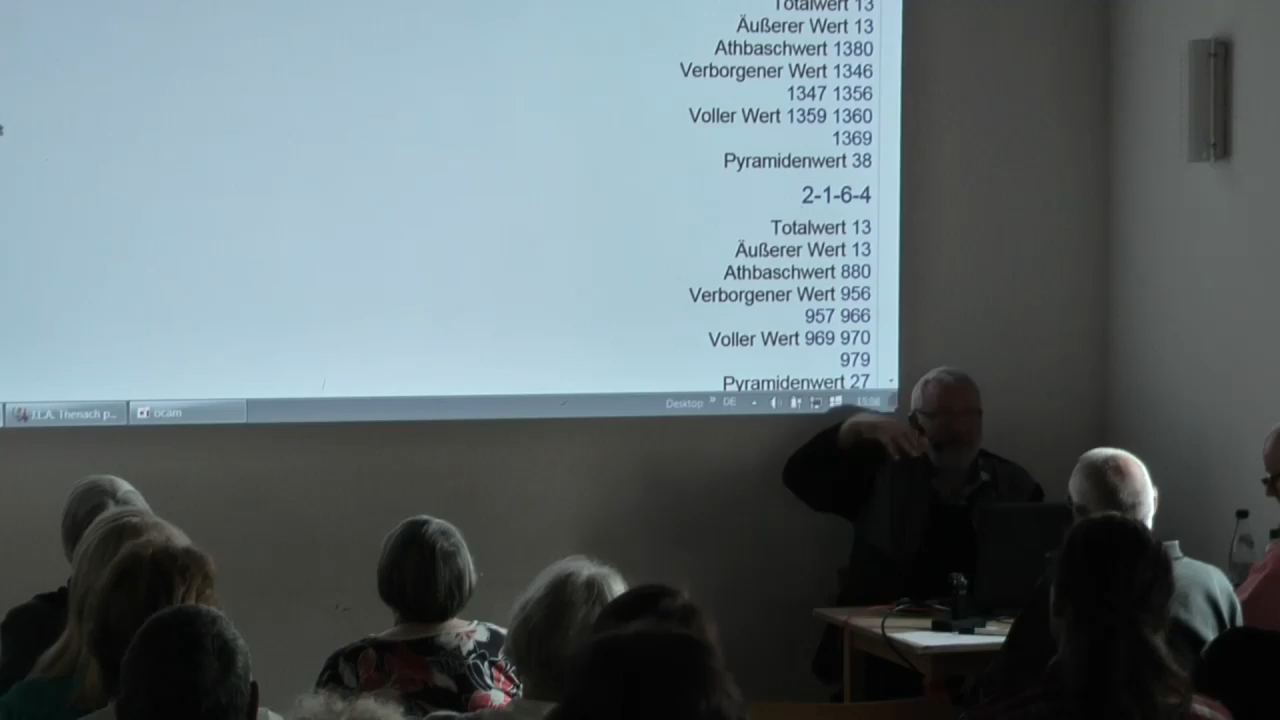 Totalwert 13
Äußerer Wert 13
Athbaschwert 1380
Verborgener Wert 1346
1347 1356
Voller Wert 1359 1360
1369
Pyramidenwert 38
2-1-6-4
Totalwert 13
Äußerer Wert 13
Athbaschwert 880
Verborgener Wert 956
957 966
Voller Wert 969 970
979
Pyramidenwert 27
J.L.A. Thenach p...
ocam
Desktop » DE